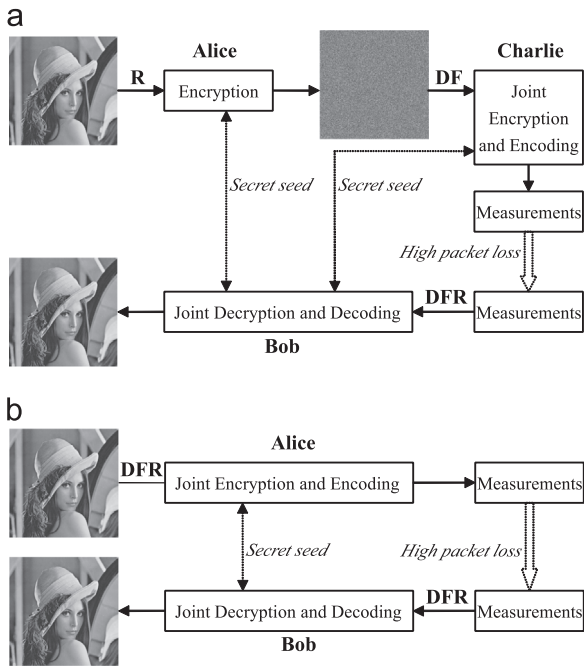 a
Alice
Charlie
R
Encryption
DF
Joint
Encryption
and Encoding
Secret seed
Secret seed
Measurements
High packet loss
Joint Decryption and Decoding
DFR
Measurements
Bob
b
Alice
DFR
Joint Encryption and Encoding
Measurements
Secret seed
High packet loss
Joint Decryption and Decoding
DFR
Measurements
Bob